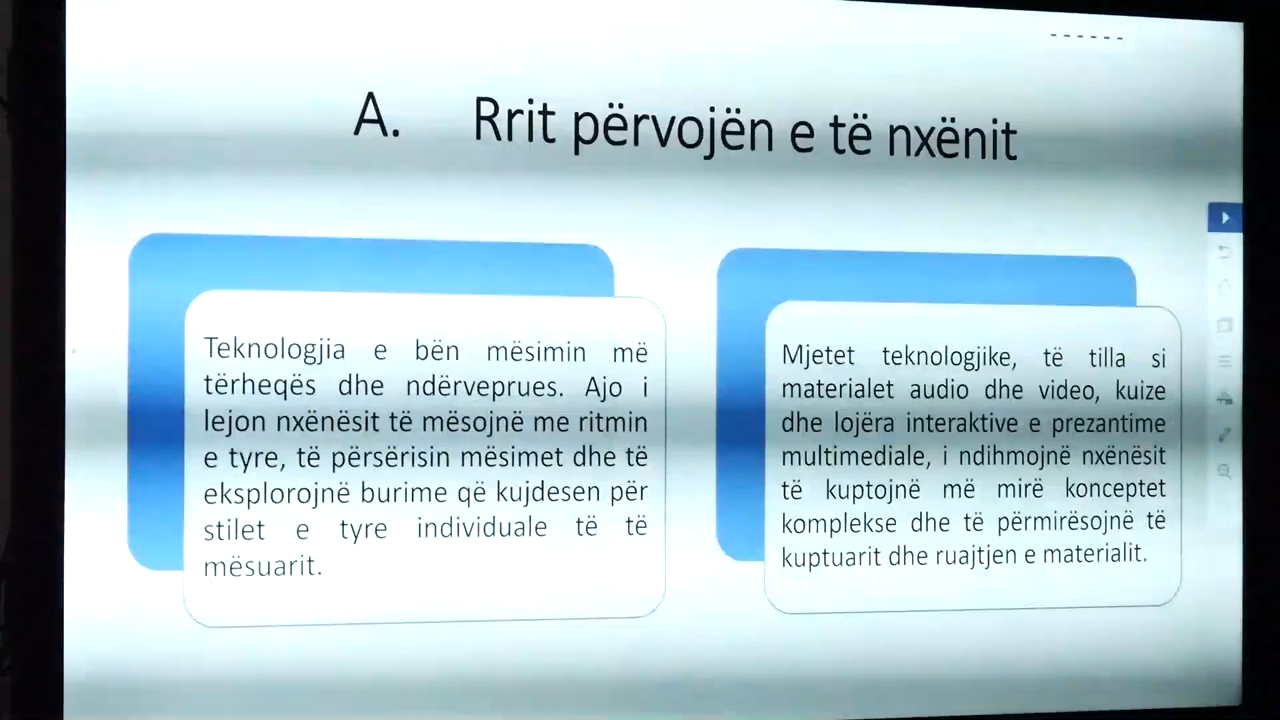 A. Rrit përvojën e të nxënit
Teknologjia e bën mësimin më
tërheqës dhe ndërveprues. Ajo i
lejon nxënësit të mësojnë me ritmin
e tyre, të përsërisin mësimet dhe të
eksplorojnë burime që kujdesen për
stilet e tyre individuale të të
mësuarit.
Mjetet teknologjike, të tilla si
materialet audio dhe video, kuize
dhe lojëra interaktive e prezantime
multimediale, i ndihmojnë nxënësit
të kuptojnë më mirë konceptet
komplekse dhe të përmirësojnë të
kuptuarit dhe ruajtjen e materialit.